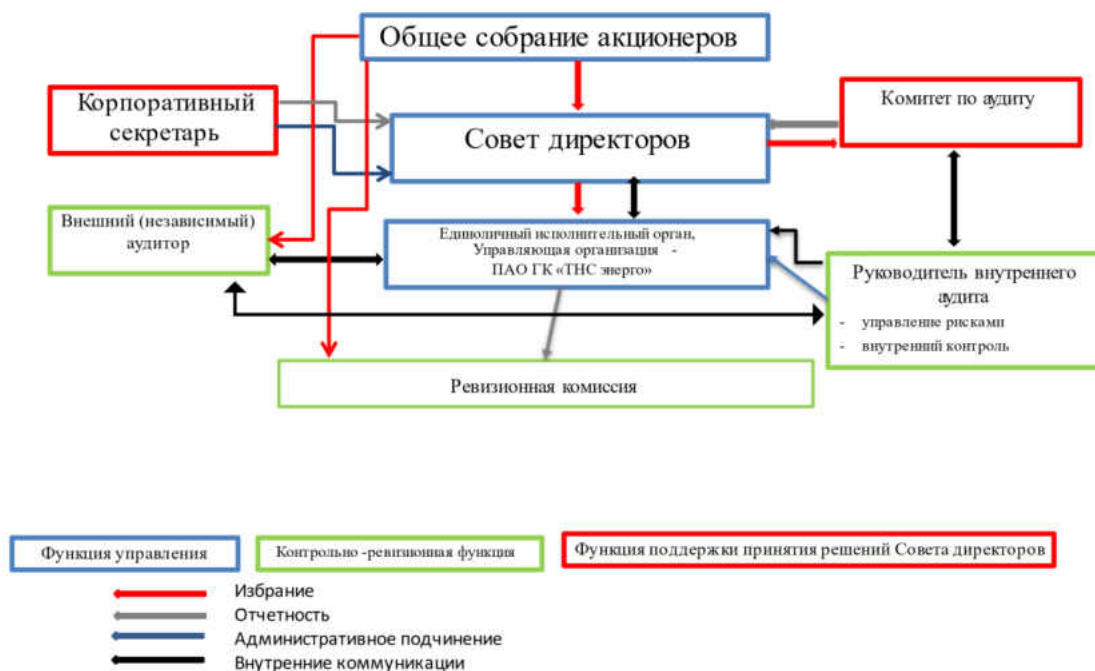 Общее собрание акционеров
Корпоративный
секретарь
Комитет по аудиту
Совет директоров
Внешний (независимый)
аудитор
Единоличный исполнительный орган,
Управляющая организация -
ПАО ГК «ТНС энерго»
Руководитель внутреннего
аудита
- управление рисками
- внутренний контроль
Ревизионная комиссия
Функция управления
Контрольно -ревизионная функция
Функция поддержки принятия решений Совета директоров
Избрание
Отчетность
Административное подчинение
Внутренние коммуникации